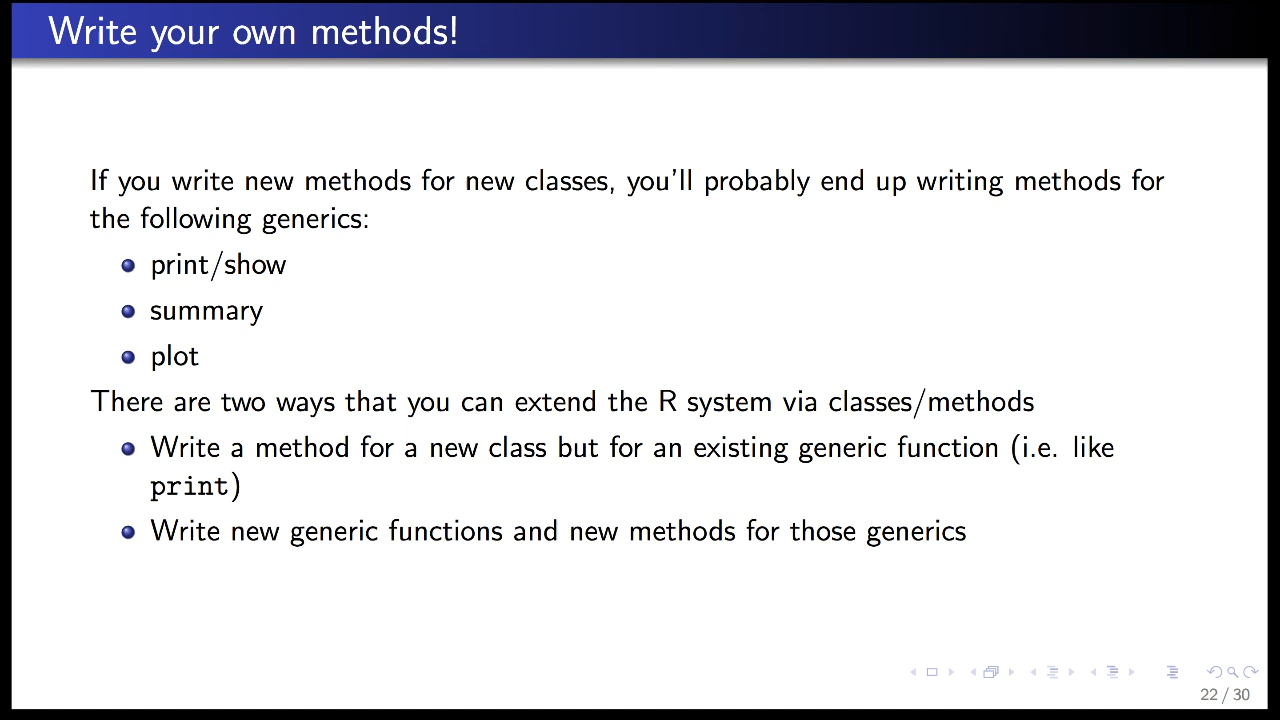 Write your own methods!
If you write new methods for new classes, you'll probably end up writing methods for
the following generics:
print/show
summary
plot
There are two ways that you can extend the R system via classes/methods
Write a method for a new class but for an existing generic function (i.e. like
print)
Write new generic functions and new methods for those generics
22 / 30